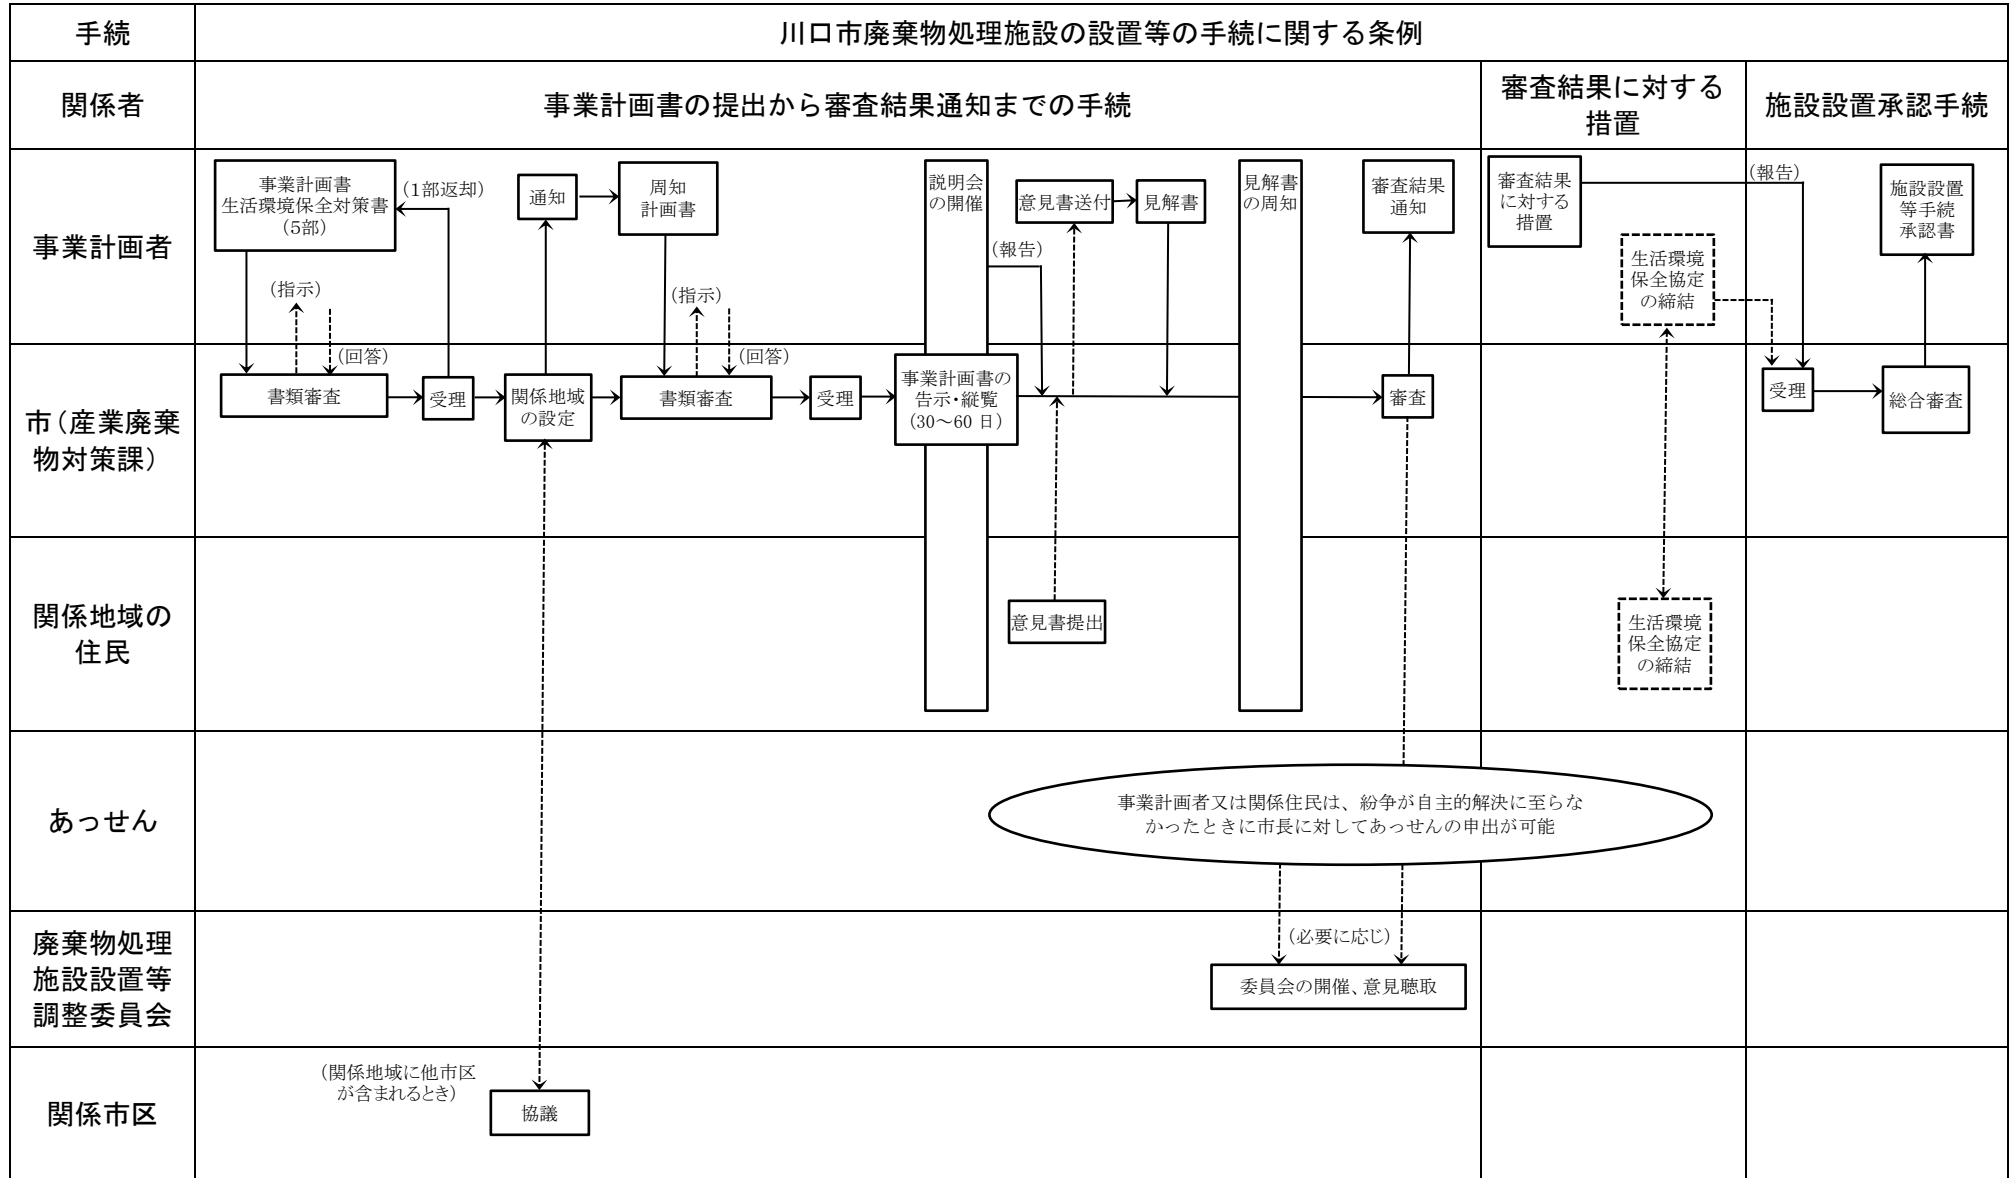 手続
川口市廃棄物処理施設の設置等の手続に関する条例
関係者
事業計画書の提出から審査結果通知までの手続
審査結果に対する
措置
施設設置承認手続
事業計画者
事業計画書
生活環境保全対策書
（5部）
（1部返却）
（指示）
（回答）
通知
周知
計画書
（指示）
（回答）
説明会
の開催
（報告）
意見書送付
見解書
見解書
の周知
審査結果
通知
審査結果
に対する
措置
生活環境
保全協定
の締結
（報告）
施設設置
等手続
承認書
市（産業廃棄
物対策課）
書類審査
受理
関係地域
の設定
書類審査
受理
事業計画書の
告示・縦覧
（30～60 日）
審査
受理
総合審査
関係地域の
住民
意見書提出
生活環境
保全協定
の締結
あっせん
事業計画者又は関係住民は、紛争が自主的解決に至らな
かったときに市長に対してあっせんの申出が可能
廃棄物処理
施設設置等
調整委員会
（必要に応じ）
委員会の開催、意見聴取
関係市区
（関係地域に他市区
が含まれるとき）
協議